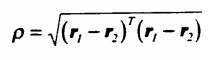 ρ = √((r₁ − r₂)ᵀ(r₁ − r₂))